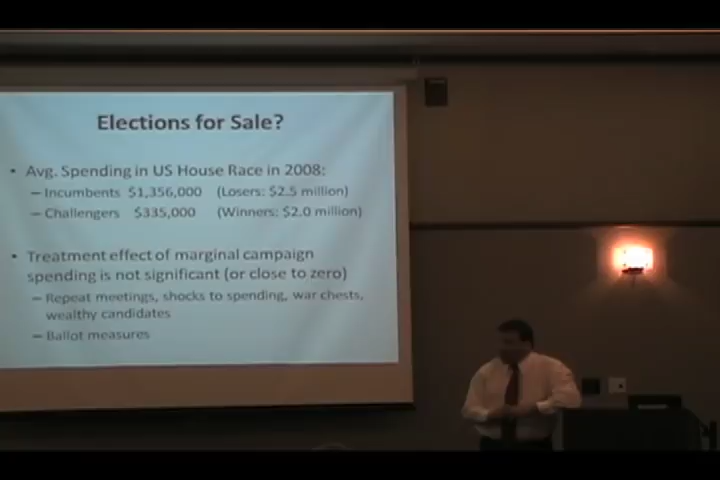 Elections for Sale?
• Avg. Spending in US House Race in 2008:
– Incumbents $1,356,000 (Losers: $2.5 million)
– Challengers $335,000 (Winners: $2.0 million)
• Treatment effect of marginal campaign
spending is not significant (or close to zero)
– Repeat meetings, shocks to spending, war chests,
wealthy candidates
– Ballot measures